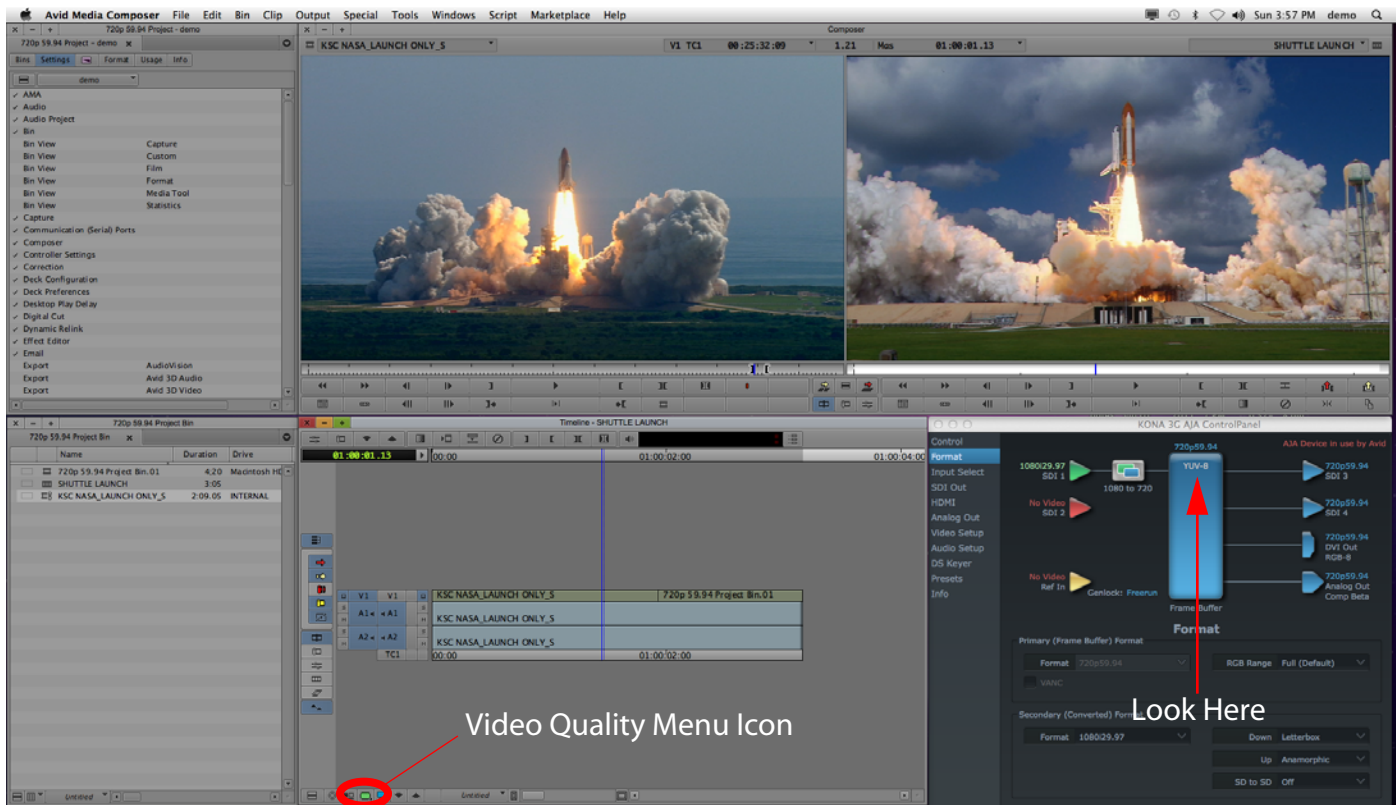 Avid Media Composer File Edit Bin Clip Output Special Tools Windows Script Marketplace Help Sun 3:57 PM demo
720p 59.94 Project - demo
720p 59.94 Project - demo x
Bins Settings Format Usage Info
demo
AMA
Audio
Audio Project
Bin
Bin View Capture
Bin View Custom
Bin View Film
Bin View Format
Bin View Media Tool
Bin View Statistics
Capture
Communication (Serial) Ports
Composer
Controller Settings
Correction
Deck Configuration
Deck Preferences
Desktop Play Delay
Digital Cut
Dynamic Relink
Effect Editor
Email
Export AudioVision
Export Avid 3D Audio
Export Avid 3D Video
Composer
KSC NASA_LAUNCH ONLY_S V1 TC1 00:25:32:09 1.21 Mas 01:00:01.13 SHUTTLE LAUNCH
720p 59.94 Project Bin
720p 59.94 Project Bin x
Name Duration Drive
720p 59.94 Project Bin.01 4;20 Macintosh HD
SHUTTLE LAUNCH 3:05
KSC NASA_LAUNCH ONLY_S 2:09.05 INTERNAL
Untitled
Timeline - SHUTTLE LAUNCH
01:00:01.13 00:00 01:00:02:00 01:00:04:00
V1 V1 KSC NASA_LAUNCH ONLY_S 720p 59.94 Project Bin.01
A1 A1 KSC NASA_LAUNCH ONLY_S
A2 A2 KSC NASA_LAUNCH ONLY_S
TC1 00:00 01:00:02:00
Video Quality Menu Icon
Untitled
KONA 3G AJA ControlPanel
Control
Format
Input Select
SDI Out
HDMI
Analog Out
Video Setup
Audio Setup
DS Keyer
Presets
Info
720p59.94
AJA Device in use by Avid
1080i29.97
SDI 1
1080 to 720
YUV-8
720p59.94
SDI 3
No Video
SDI 2
720p59.94
SDI 4
720p59.94
DVI Out
RGB-8
No Video
Ref In
Genlock: Freerun
720p59.94
Analog Out
Comp Beta
Frame Buffer
Format
Primary (Frame Buffer) Format
Format 720p59.94 RGB Range Full (Default)
VANC
Look Here
Secondary (Converted) Format
Format 1080i29.97 Down Letterbox
Up Anamorphic
SD to SD Off